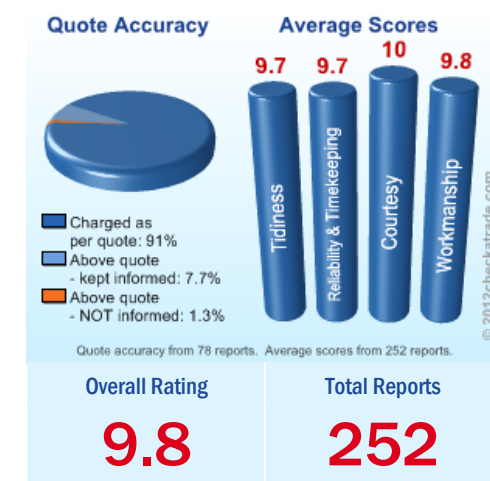 Quote Accuracy
Average Scores
9.7
9.7
10
9.8
Tidiness
Reliability & Timekeeping
Courtesy
Workmanship
Charged as
per quote: 91%
Above quote
- kept informed: 7.7%
Above quote
- NOT informed: 1.3%
© 2012checkatrade.com
Quote accuracy from 78 reports. Average scores from 252 reports.
Overall Rating
Total Reports
9.8
252